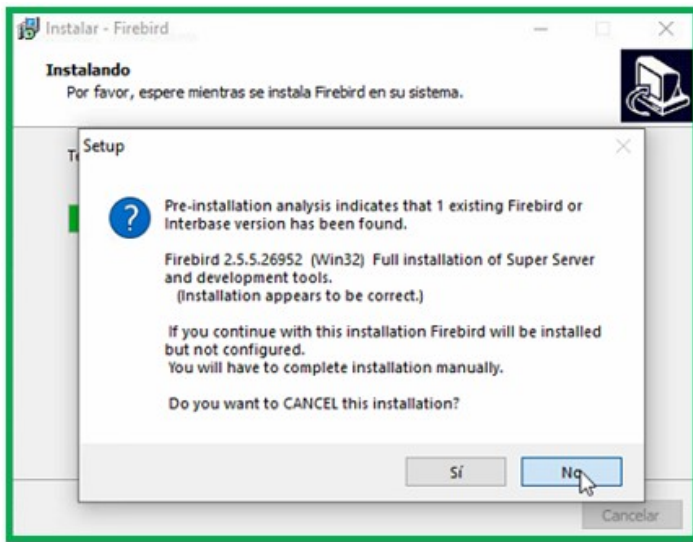 Instalar - Firebird
Instalando
Por favor, espere mientras se instala Firebird en su sistema.
Setup
Pre-installation analysis indicates that 1 existing Firebird or
Interbase version has been found.
Firebird 2.5.5.26952 (Win32) Full installation of Super Server
and development tools.
(Installation appears to be correct.)
If you continue with this installation Firebird will be installed
but not configured.
You will have to complete installation manually.
Do you want to CANCEL this installation?
Sí No
Cancelar